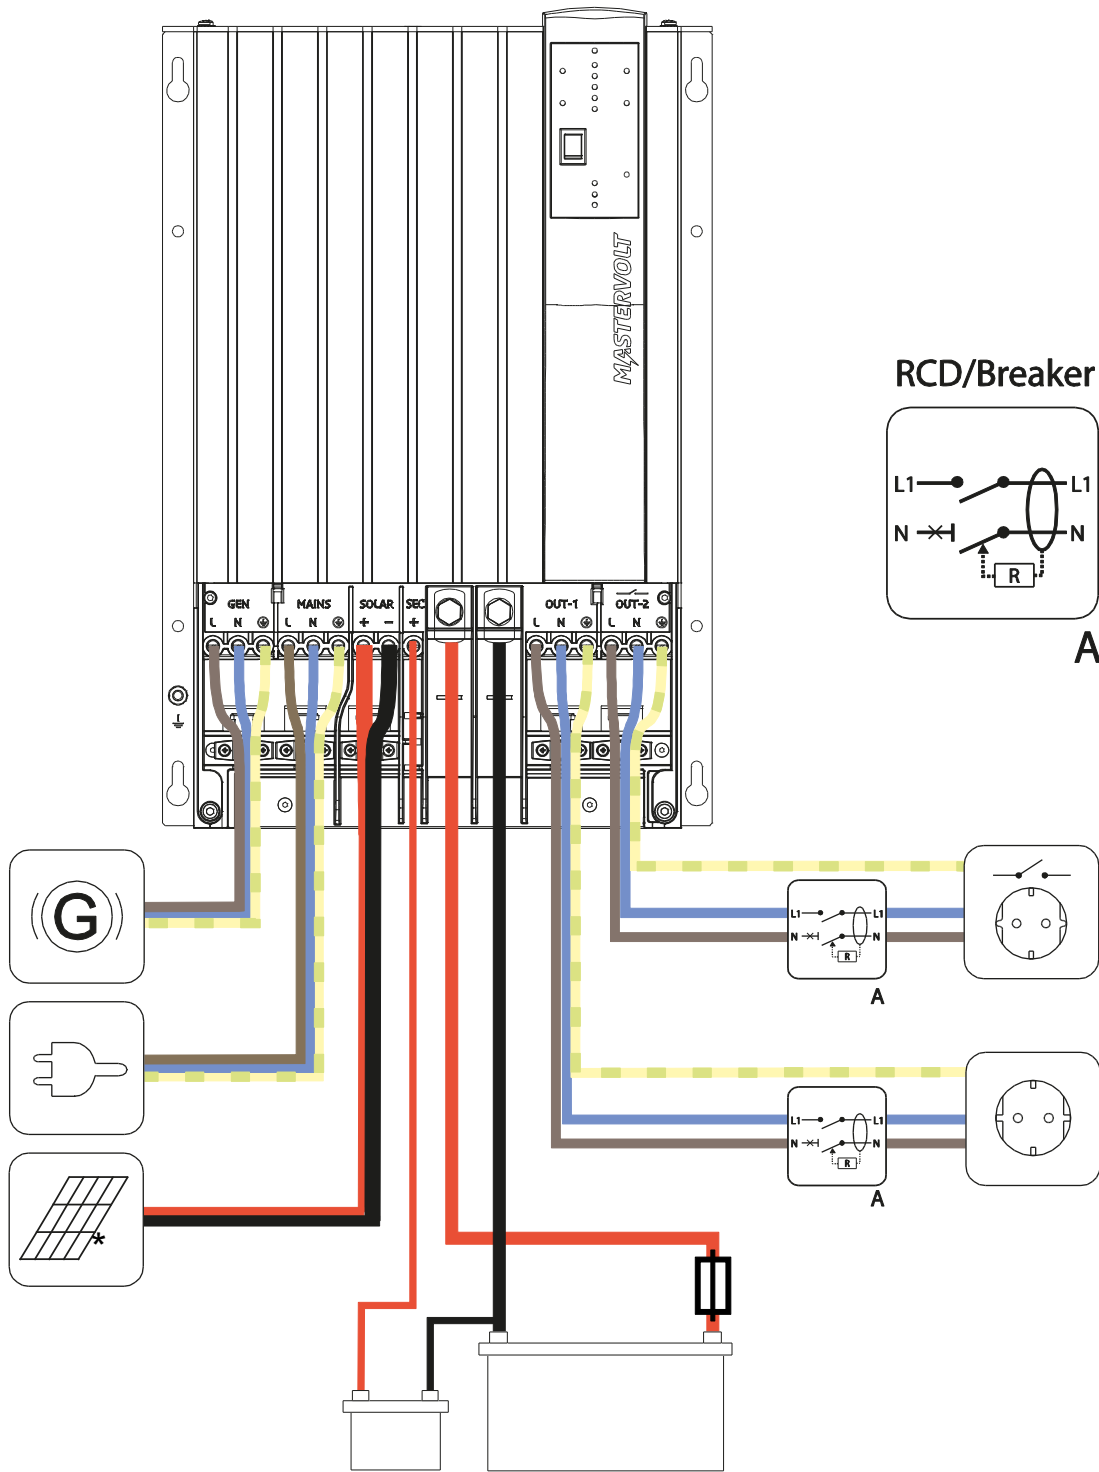 MASTERVOLT
RCD/Breaker
L1 L1
N N
R
A
GEN MAINS SOLAR SEC OUT-1 OUT-2
L N L N + - + L N L N
G
L1 L1
N N
R
A
L1 L1
N N
R
A
*